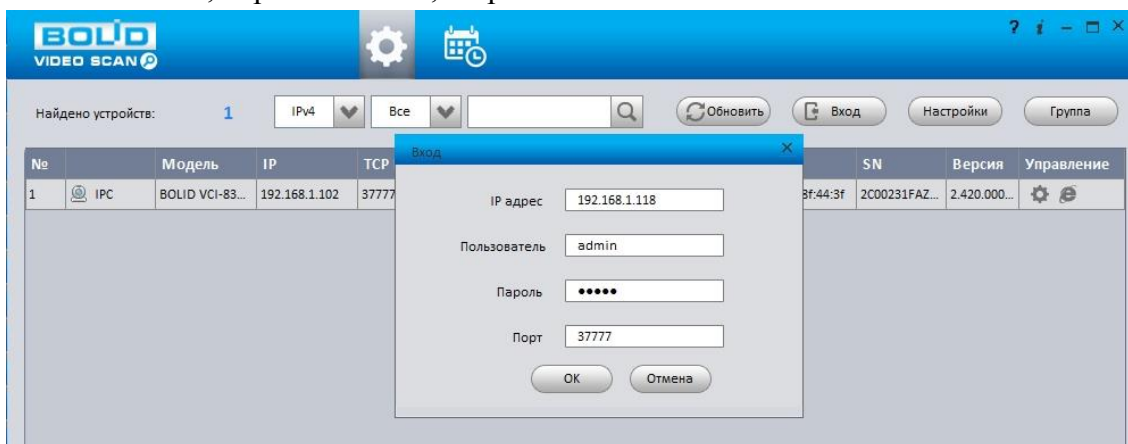 BOLID
VIDEO SCAN
? i
Найдено устройств: 1 IPv4 Все Обновить Вход Настройки Группа
Вход
№ Модель IP TCP SN Версия Управление
1 IPC BOLID VCI-83... 192.168.1.102 37777 3f:44:3f 2C00231FAZ... 2.420.000...
IP адрес 192.168.1.118
Пользователь admin
Пароль •••••
Порт 37777
ОК Отмена